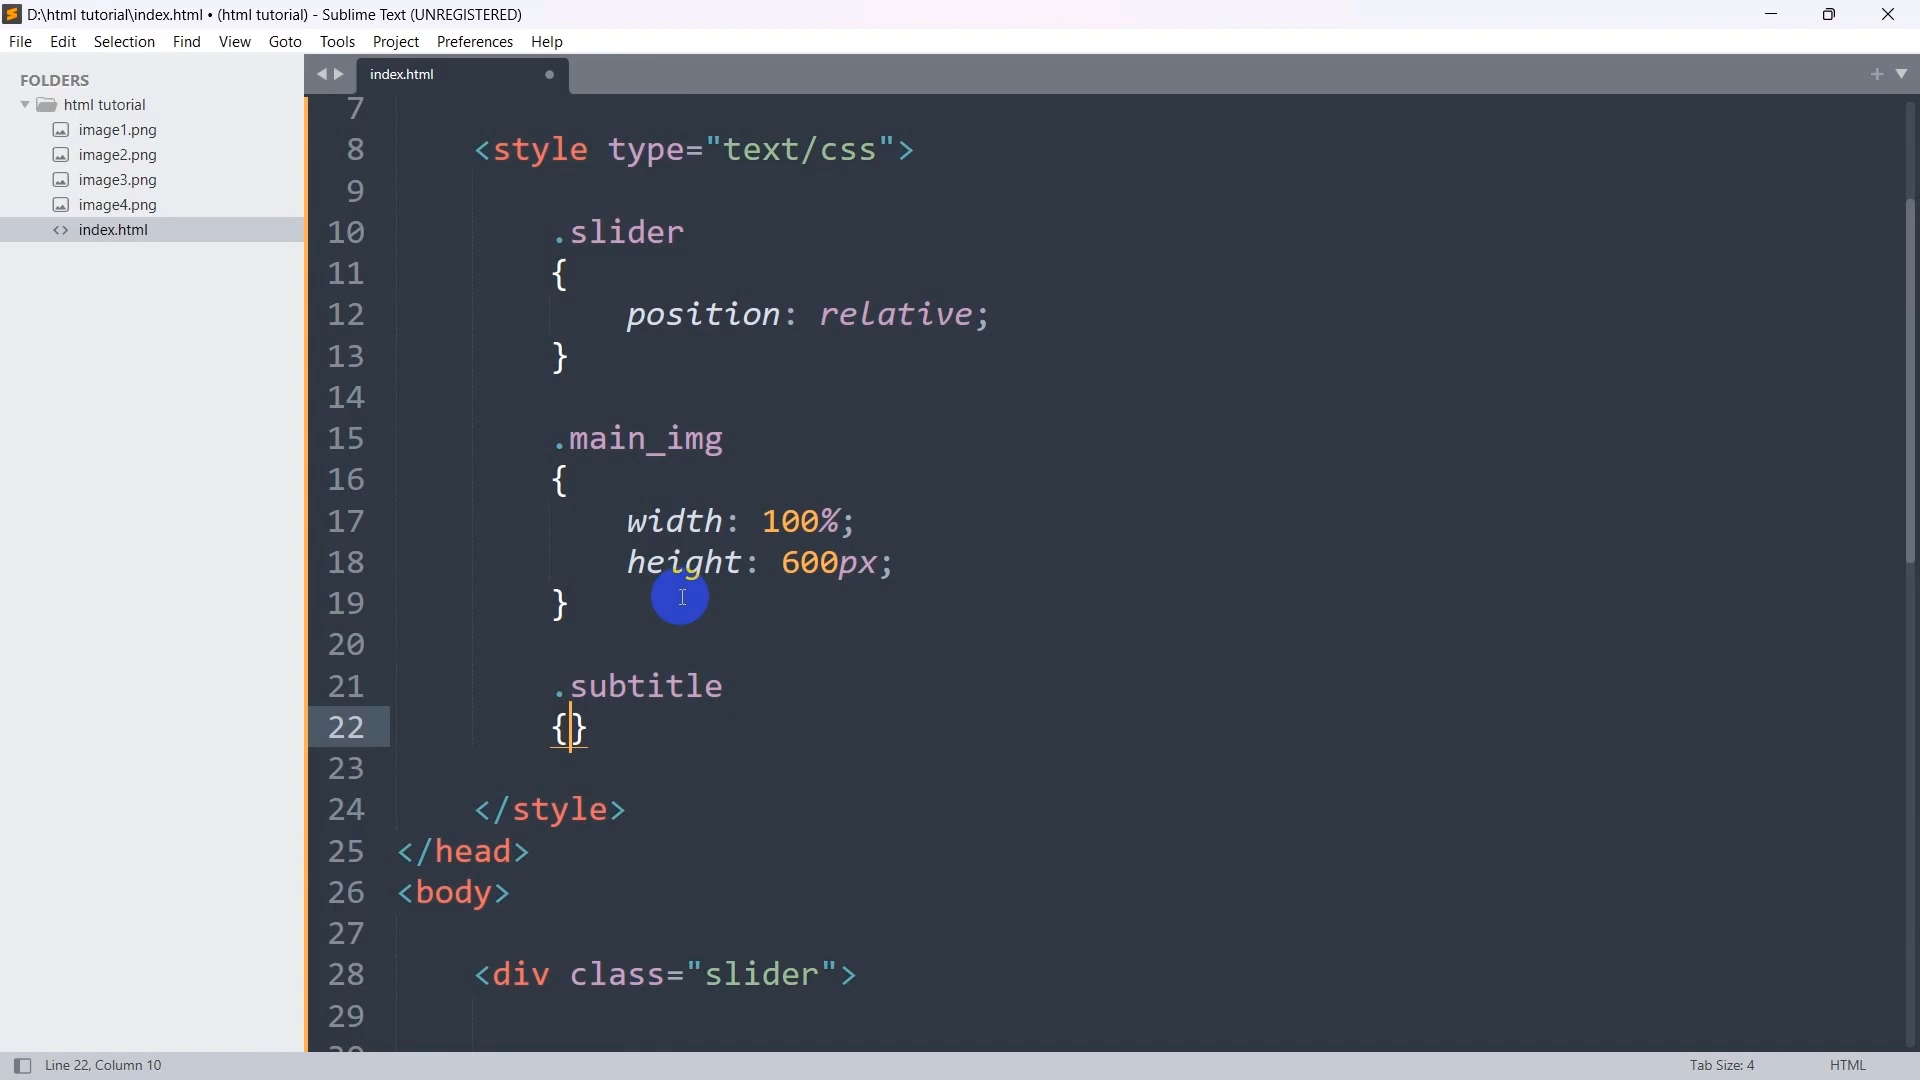 D:\html tutorial\index.html • (html tutorial) - Sublime Text (UNREGISTERED)
File Edit Selection Find View Goto Tools Project Preferences Help
FOLDERS
html tutorial
image1.png
image2.png
image3.png
image4.png
index.html
index.html
7
8 <style type="text/css">
9
10 .slider
11 {
12 position: relative;
13 }
14
15 .main_img
16 {
17 width: 100%;
18 height: 600px;
19 }
20
21 .subtitle
22 {}
23
24 </style>
25 </head>
26 <body>
27
28 <div class="slider">
29
30
Line 22, Column 10
Tab Size: 4
HTML